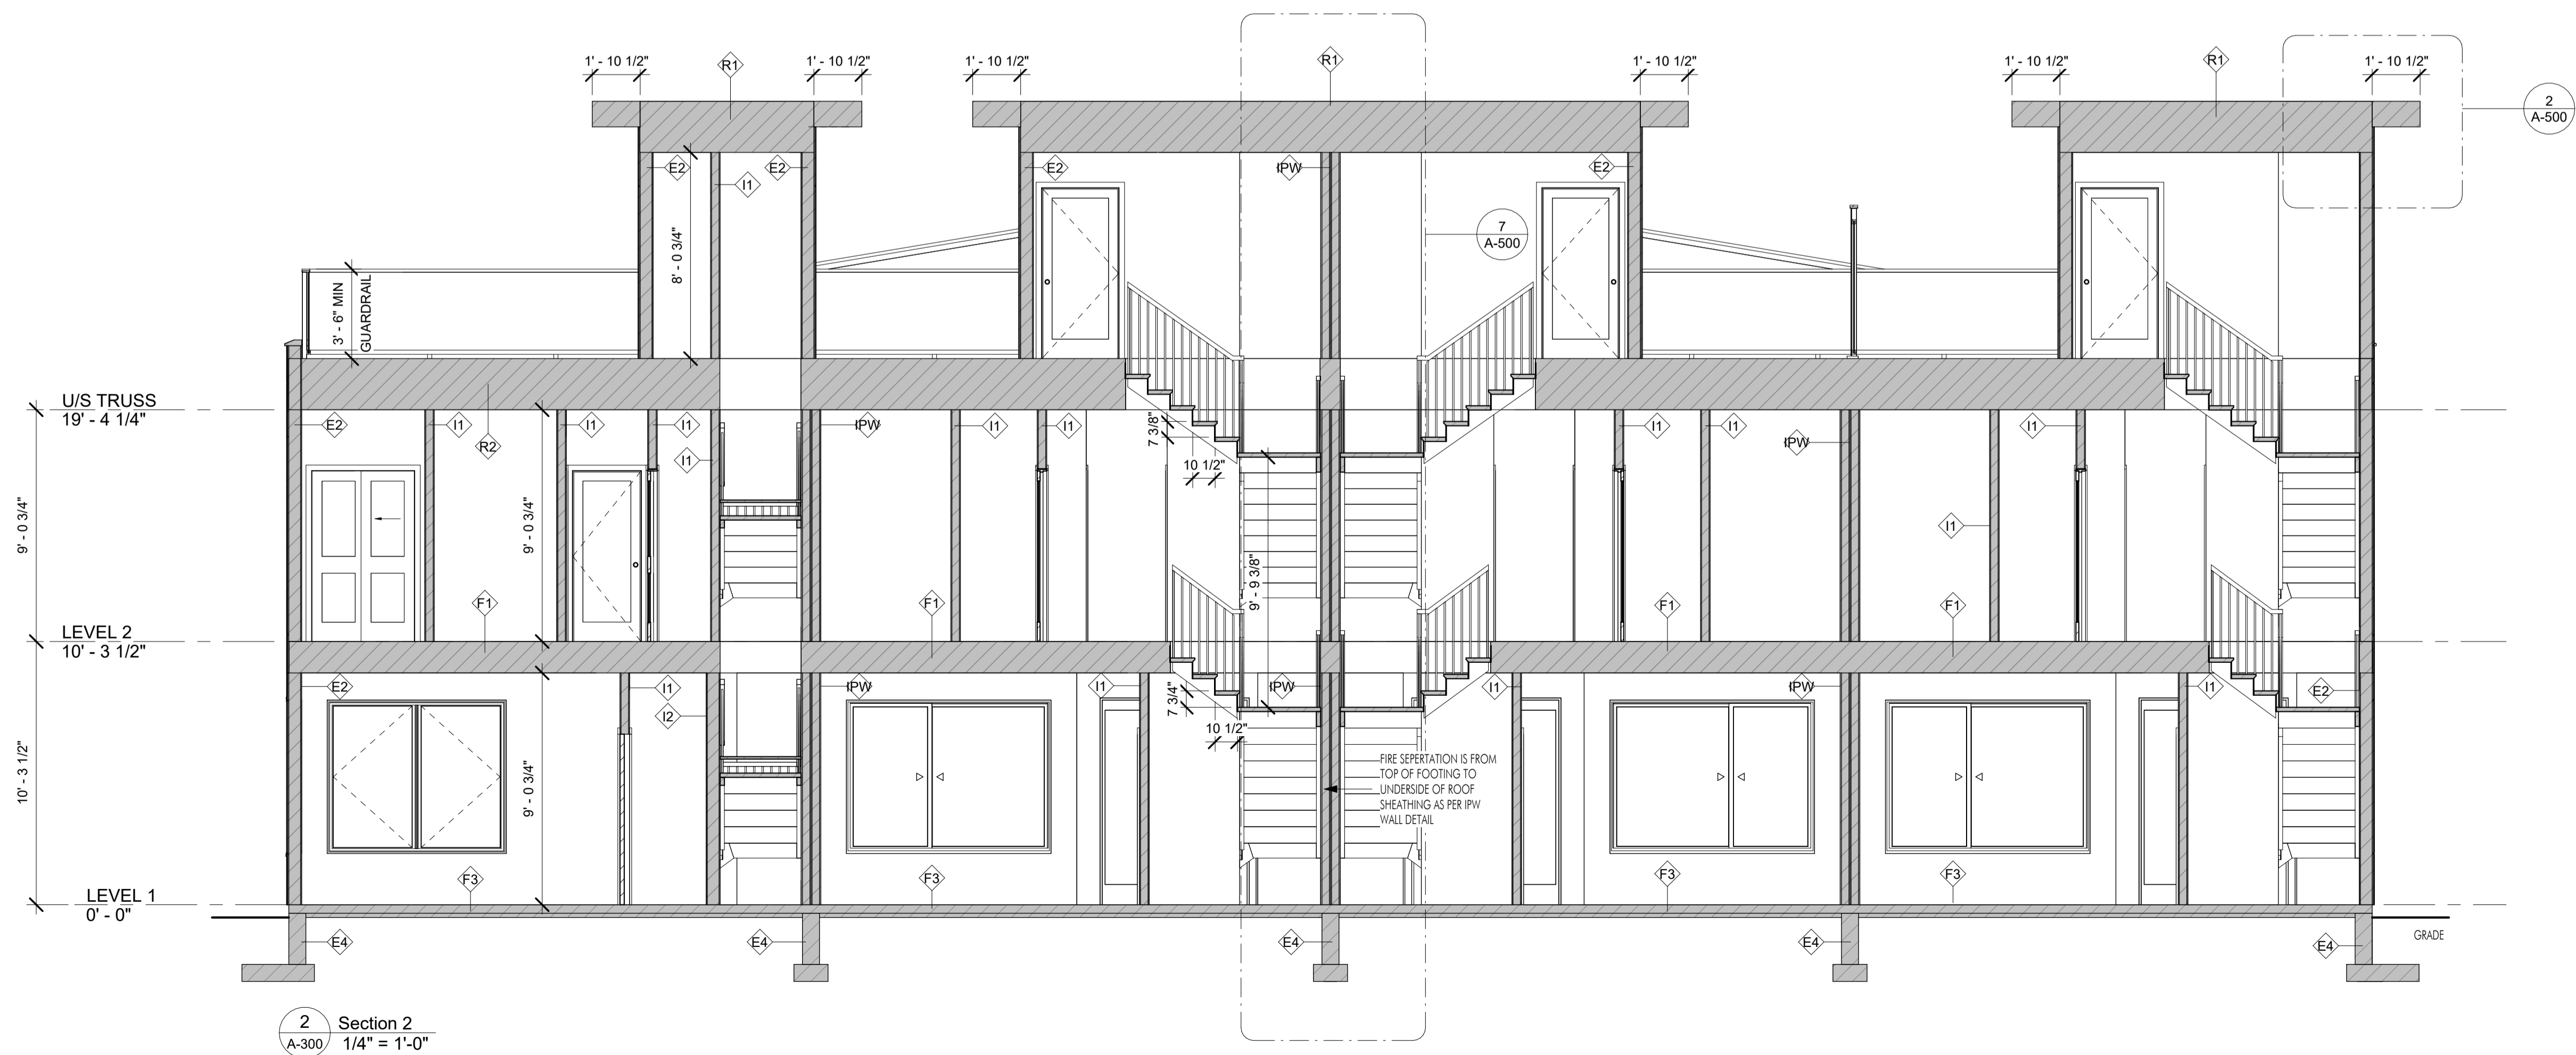 1' - 10 1/2"
R1
1' - 10 1/2"
1' - 10 1/2"
R1
1' - 10 1/2"
1' - 10 1/2"
R1
1' - 10 1/2"
2
A-500
E2
8' - 0 3/4"
I1
E2
E2
IPW
E2
7
A-500
3' - 6" MIN
GUARDRAIL
U/S TRUSS
19' - 4 1/4"
E2
I1
R2
I1
I1
I1
IPW
I1
I1
7 3/8"
10 1/2"
I1
I1
IPW
I1
I1
9' - 0 3/4"
9' - 0 3/4"
9' - 9 3/8"
F1
F1
F1
F1
LEVEL 2
10' - 3 1/2"
E2
I1
I2
IPW
I1
7 3/4"
10 1/2"
IPW
I1
IPW
I1
E2
10' - 3 1/2"
9' - 0 3/4"
FIRE SEPERTATION IS FROM
TOP OF FOOTING TO
UNDERSIDE OF ROOF
SHEATHING AS PER IPW
WALL DETAIL
F3
F3
F3
F3
LEVEL 1
0' - 0"
E4
E4
E4
E4
E4
GRADE
2
A-300
Section 2
1/4" = 1'-0"